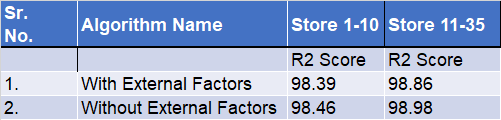 Sr. No. Algorithm Name Store 1-10 Store 11-35
R2 Score R2 Score
1. With External Factors 98.39 98.86
2. Without External Factors 98.46 98.98